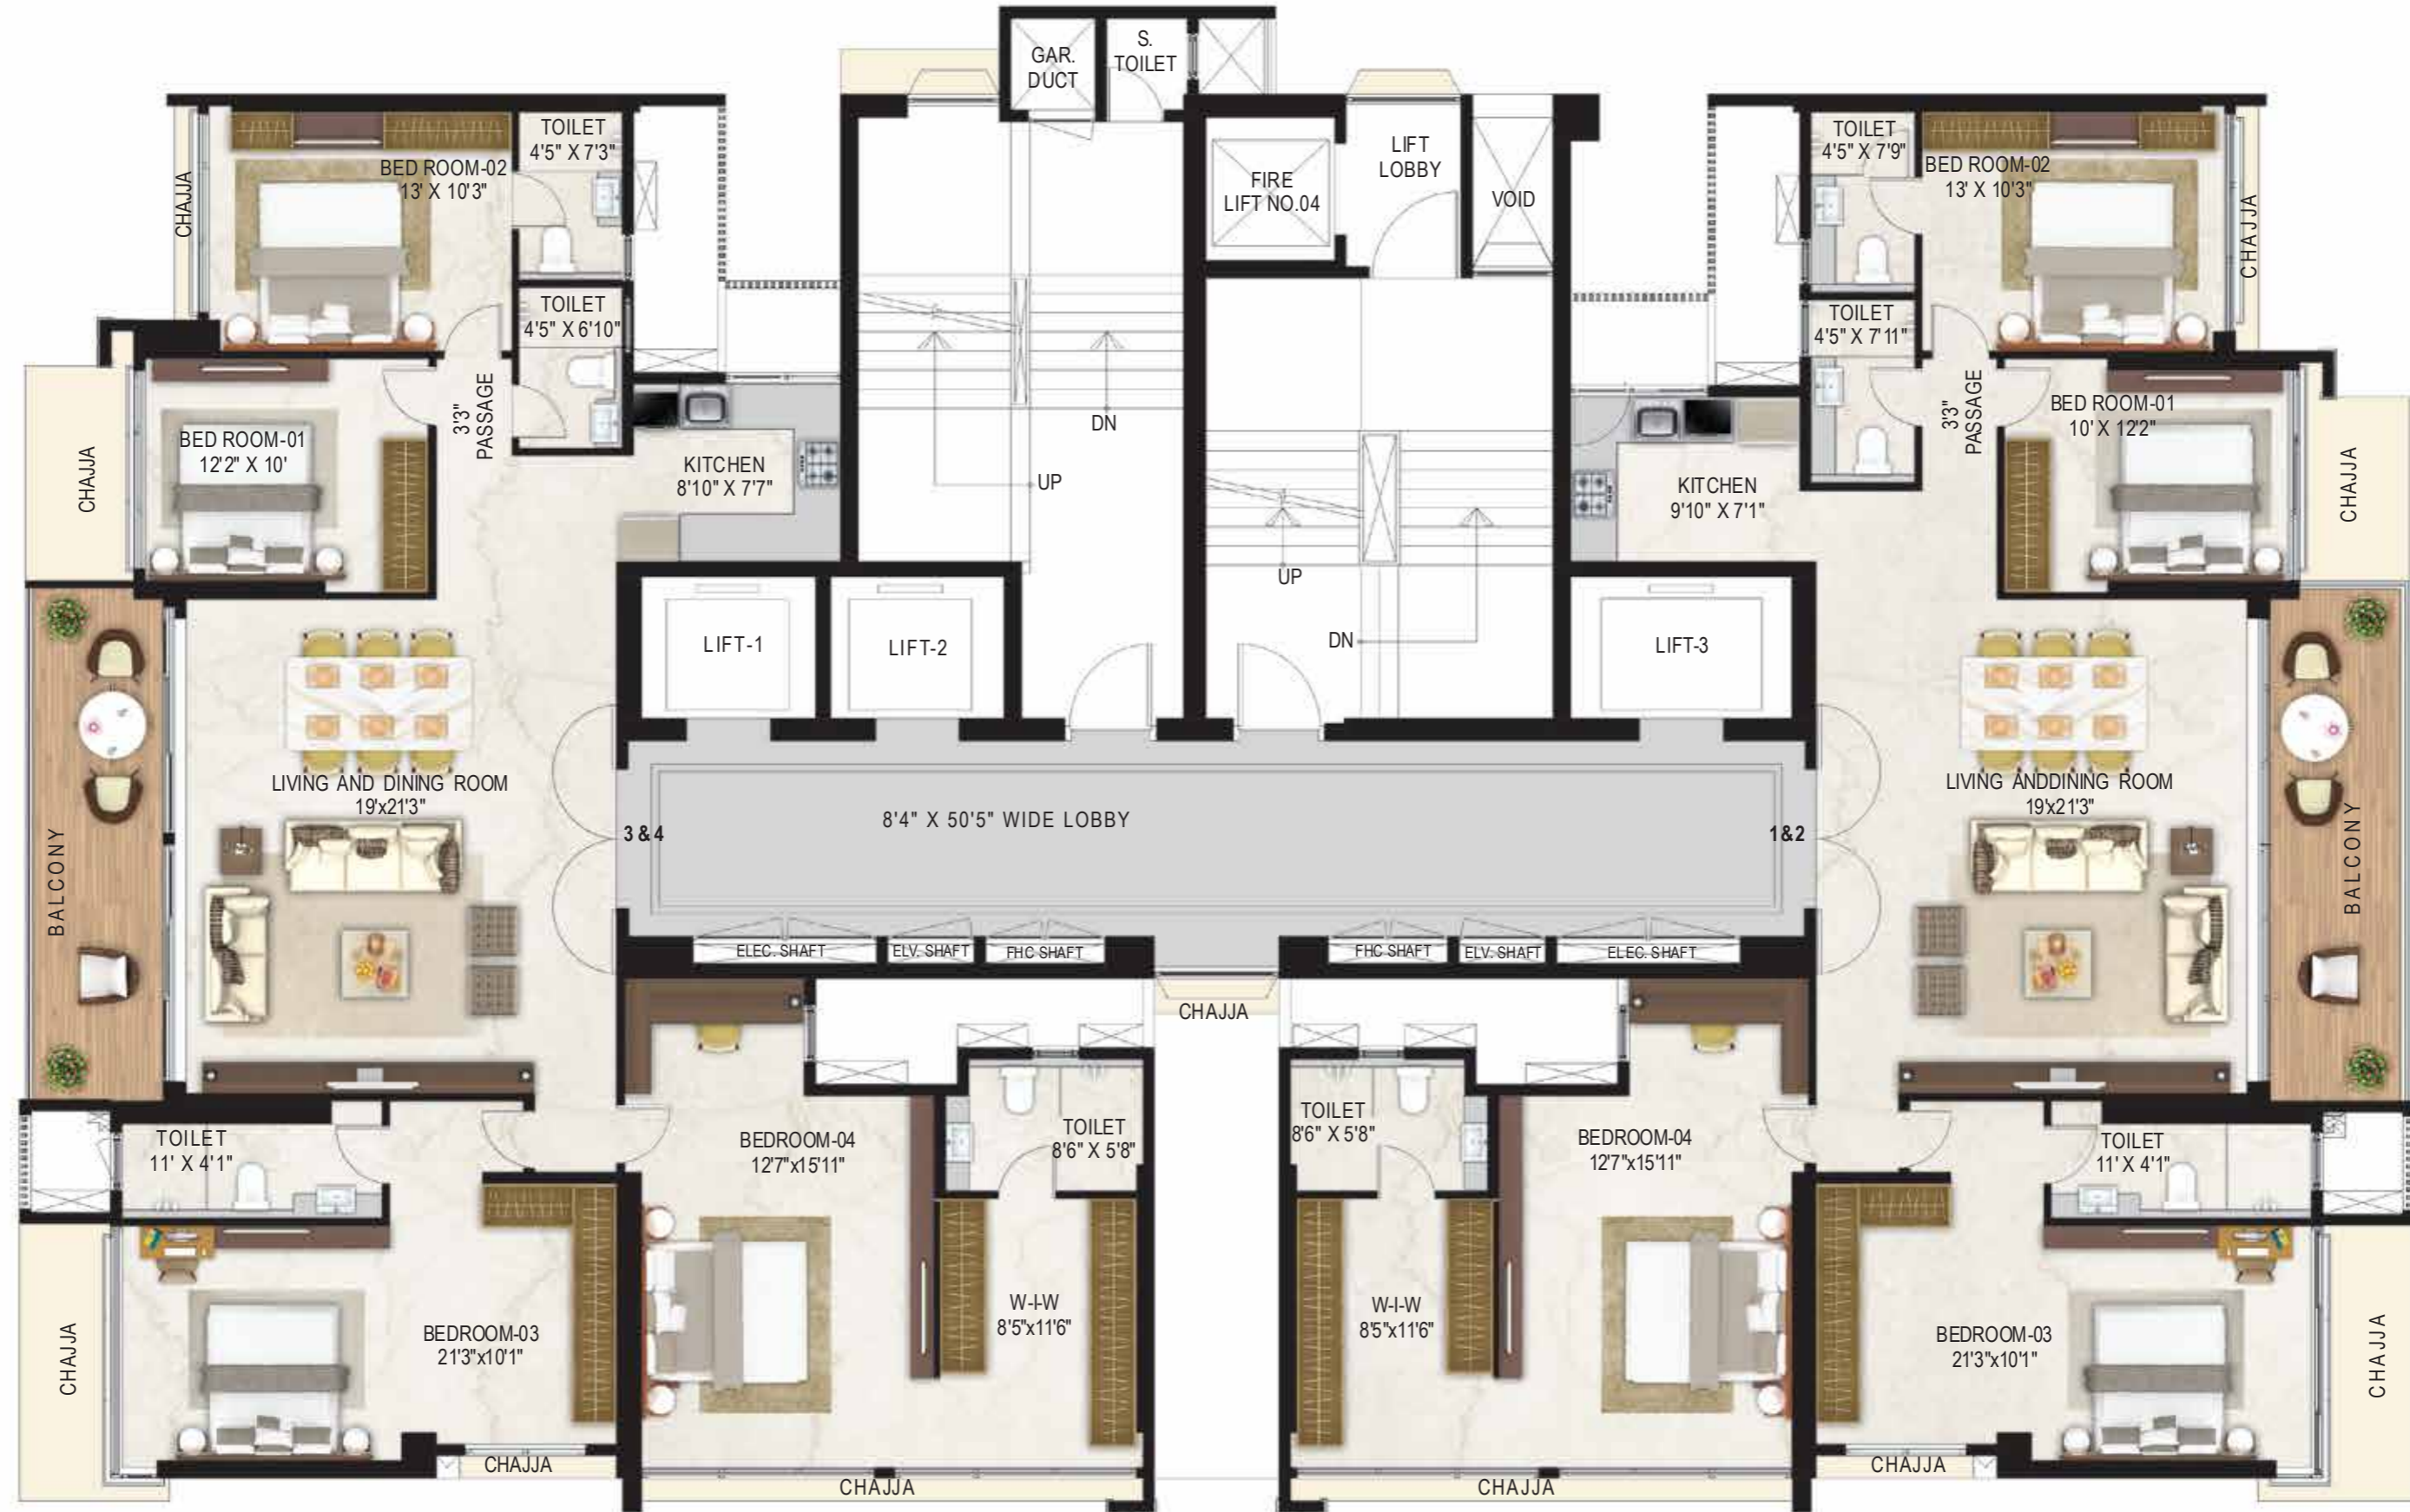 GAR.
DUCT
S.
TOILET
TOILET
4'5" X 7'3"
BED ROOM-02
13' X 10'3"
CHAJJA
FIRE
LIFT NO.04
LIFT
LOBBY
VOID
TOILET
4'5" X 7'9"
BED ROOM-02
13' X 10'3"
CHAJJA
TOILET
4'5" X 6'10"
TOILET
4'5" X 7'11"
3'3"
PASSAGE
3'3"
PASSAGE
BED ROOM-01
12'2" X 10'
CHAJJA
KITCHEN
8'10" X 7'7"
DN
UP
KITCHEN
9'10" X 7'1"
BED ROOM-01
10' X 12'2"
CHAJJA
UP
DN
LIFT-1
LIFT-2
LIFT-3
LIVING AND DINING ROOM
19'x21'3"
BALCONY
3 & 4
8'4" X 50'5" WIDE LOBBY
1&2
LIVING ANDDINING ROOM
19'x21'3"
BALCONY
ELEC. SHAFT
ELV. SHAFT
FHC SHAFT
FHC SHAFT
ELV. SHAFT
ELEC. SHAFT
CHAJJA
TOILET
11' X 4'1"
BEDROOM-04
12'7"x15'11"
TOILET
8'6" X 5'8"
TOILET
8'6" X 5'8"
BEDROOM-04
12'7"x15'11"
TOILET
11' X 4'1"
CHAJJA
BEDROOM-03
21'3"x10'1"
W-I-W
8'5"x11'6"
W-I-W
8'5"x11'6"
BEDROOM-03
21'3"x10'1"
CHAJJA
CHAJJA
CHAJJA
CHAJJA
CHAJJA